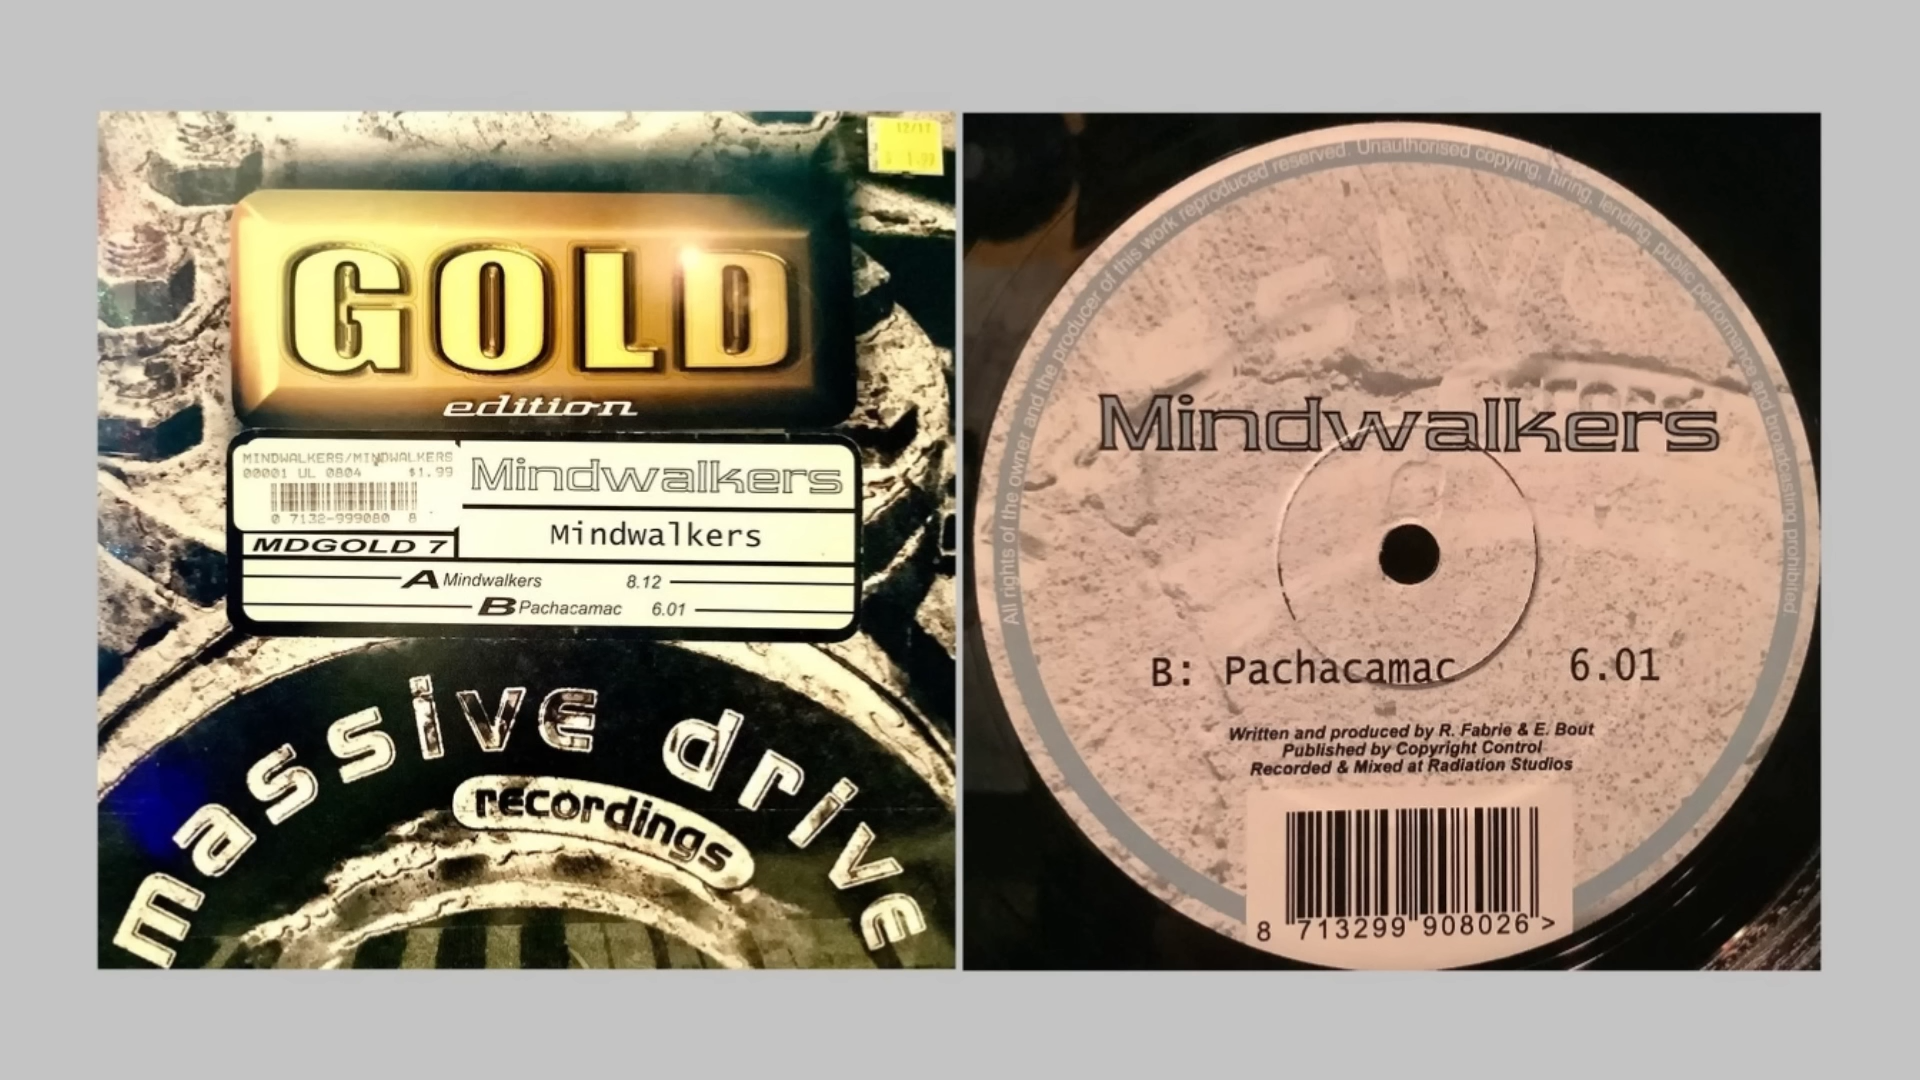 12/17
$ 1.99
GOLD
edition
MINDWALKERS/MINDWALKERS
00001 UL 0804 $1.99
0 7132-999080 8
Mindwalkers
Mindwalkers
MDGOLD 7
A Mindwalkers 8.12
B Pachacamac 6.01
massive drive
recordings
All rights of the owner and the producer of this work reproduced reserved. Unauthorised copying, hiring, lending, public performance and broadcasting prohibited.
Mindwalkers
B: Pachacamac 6.01
Written and produced by R. Fabrie & E. Bout
Published by Copyright Control
Recorded & Mixed at Radiation Studios
8 713299 908026 >